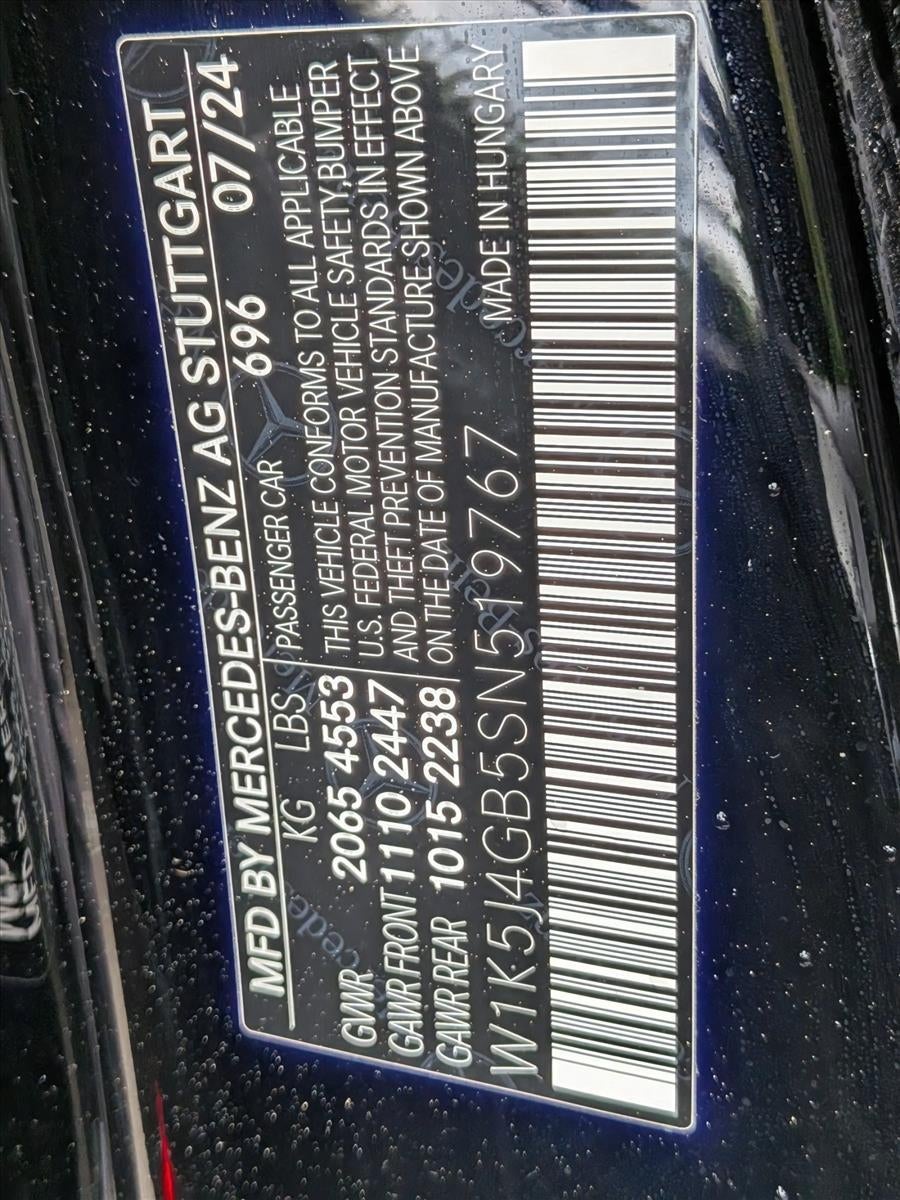 MFD BY MERCEDES-BENZ AG STUTTGART
696 07/24
KG LBS PASSENGER CAR
GVWR 2065 4553
GAWR FRONT 1110 2447
GAWR REAR 1015 2238
THIS VEHICLE CONFORMS TO ALL APPLICABLE
U.S. FEDERAL MOTOR VEHICLE SAFETY,BUMPER
AND THEFT PREVENTION STANDARDS IN EFFECT
ON THE DATE OF MANUFACTURE SHOWN ABOVE
W1K5J4GB5SN519767 MADE IN HUNGARY